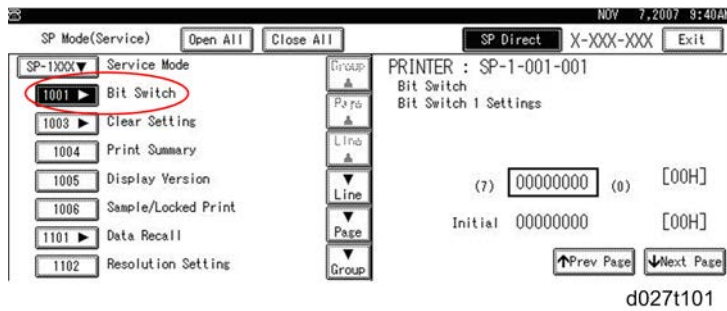 NOV 7,2007 9:40AM
SP Mode(Service) Open All Close All SP Direct X-XXX-XXX Exit
SP-1XXX▼ Service Mode
1001 ► Bit Switch
1003 ► Clear Setting
1004 Print Summary
1005 Display Version
1006 Sample/Locked Print
1101 ► Data Recall
1102 Resolution Setting
Group
Page
Line
Line
Page
Group
PRINTER : SP-1-001-001
Bit Switch
Bit Switch 1 Settings
(7) 00000000 (0) [00H]
Initial 00000000 [00H]
↑Prev Page ↓Next Page
d027t101